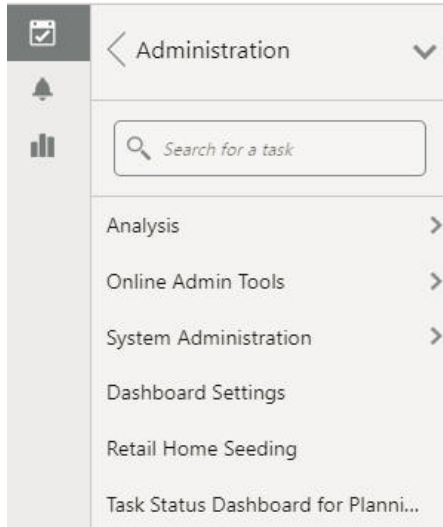 Administration
Search for a task
Analysis
Online Admin Tools
System Administration
Dashboard Settings
Retail Home Seeding
Task Status Dashboard for Planni...